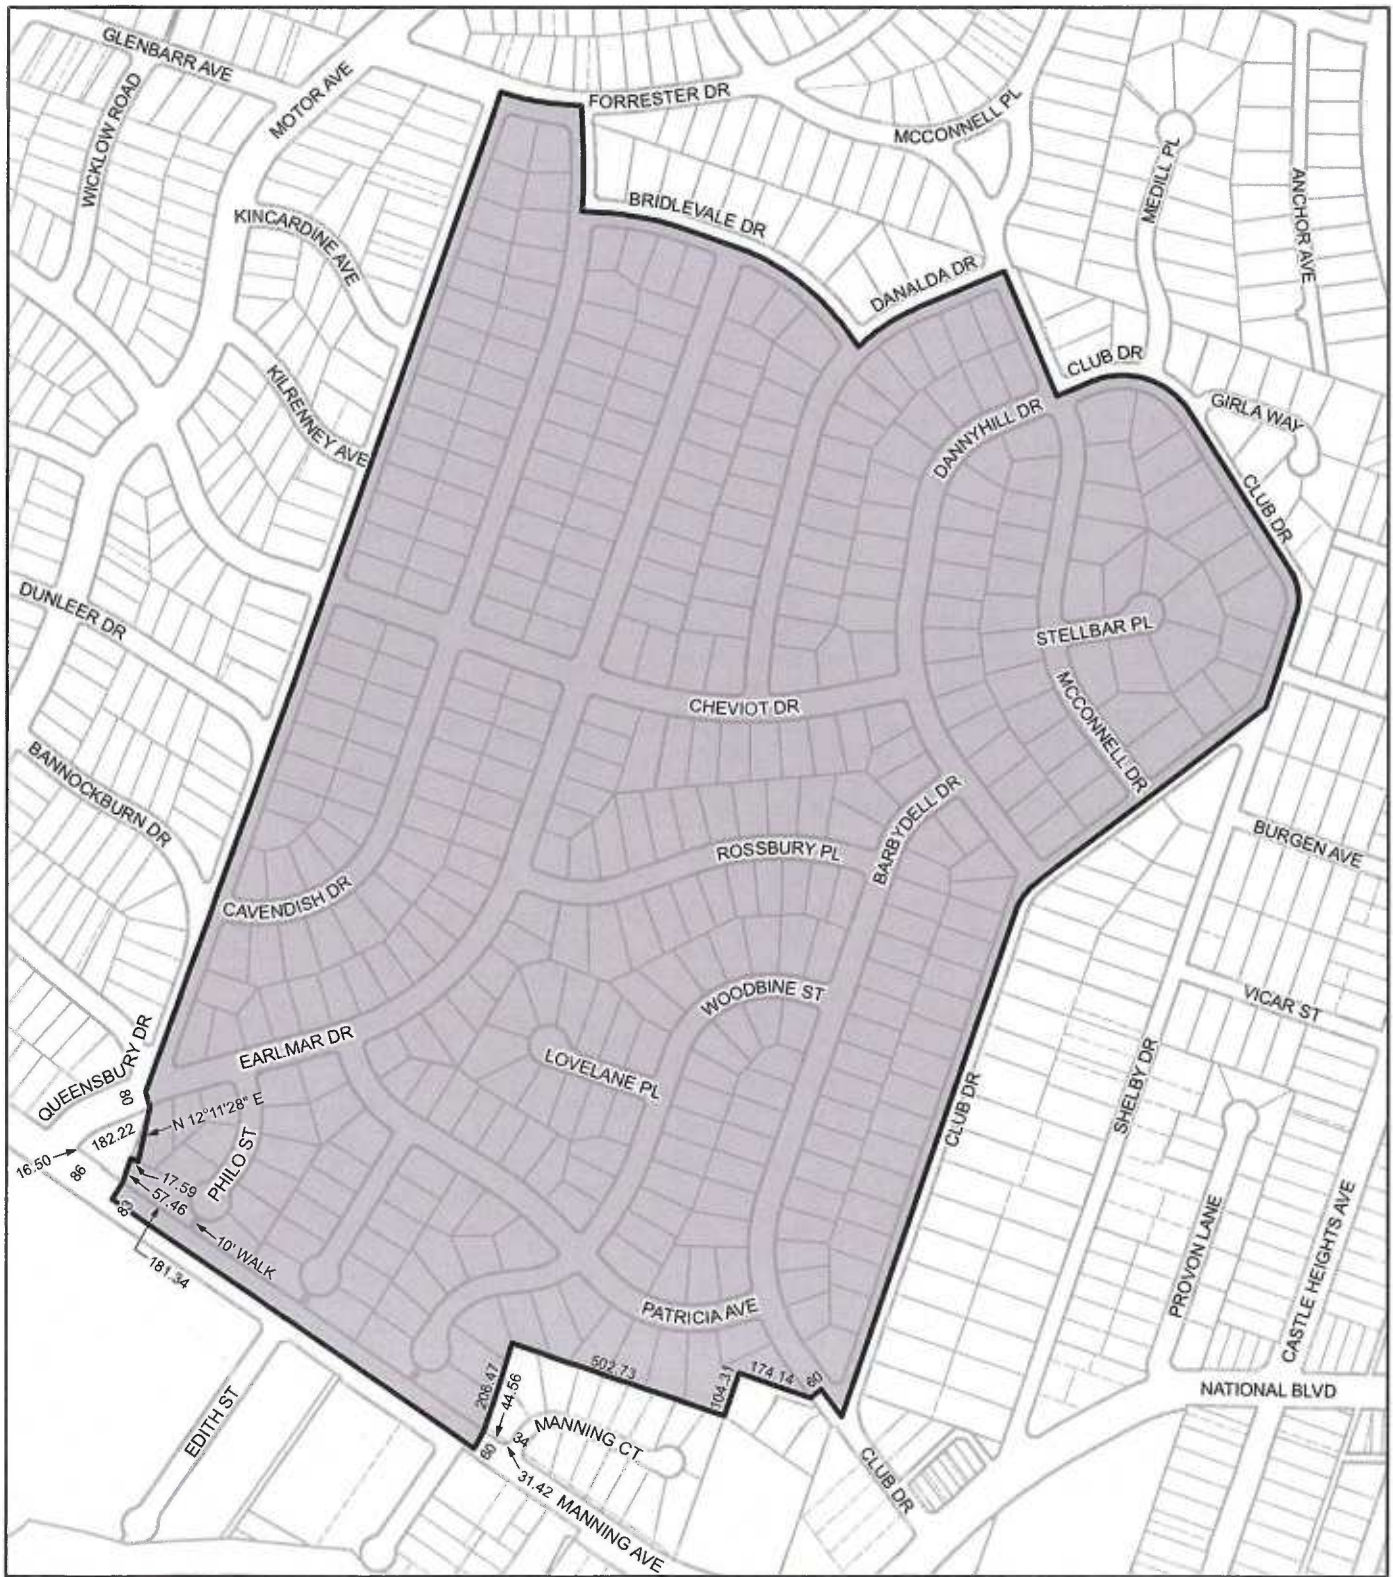 GLENBARR AVE
MOTOR AVE
WICKLOW ROAD
FORRESTER DR
MCCONNELL PL
MEDILL PL
ANCHOR AVE
KINCARDINE AVE
BRIDLEVALE DR
DANALDA DR
CLUB DR
KILRENNEY AVE
GIRLA WAY
DANNYHILL DR
CLUB DR
DUNLEER DR
STELLBAR PL
MCCONNELL DR
CHEVIOT DR
BANNOCKBURN DR
BARBYDELL DR
BURGEN AVE
ROSSBURY PL
CAVENDISH DR
WOODBINE ST
VICAR ST
QUEENSBURY DR
EARLMAR DR
LOVELANE PL
SHELBY DR
CLUB DR
80
N 12°11'28" E
182.22
16.50
86
PHILO ST
17.59
57.46
83
10' WALK
181.34
PROVON LANE
CASTLE HEIGHTS AVE
PATRICIA AVE
502.73
174.14
60
104.31
206.47
44.56
NATIONAL BLVD
EDITH ST
MANNING CT
34
60
31.42
MANNING AVE
CLUB DR